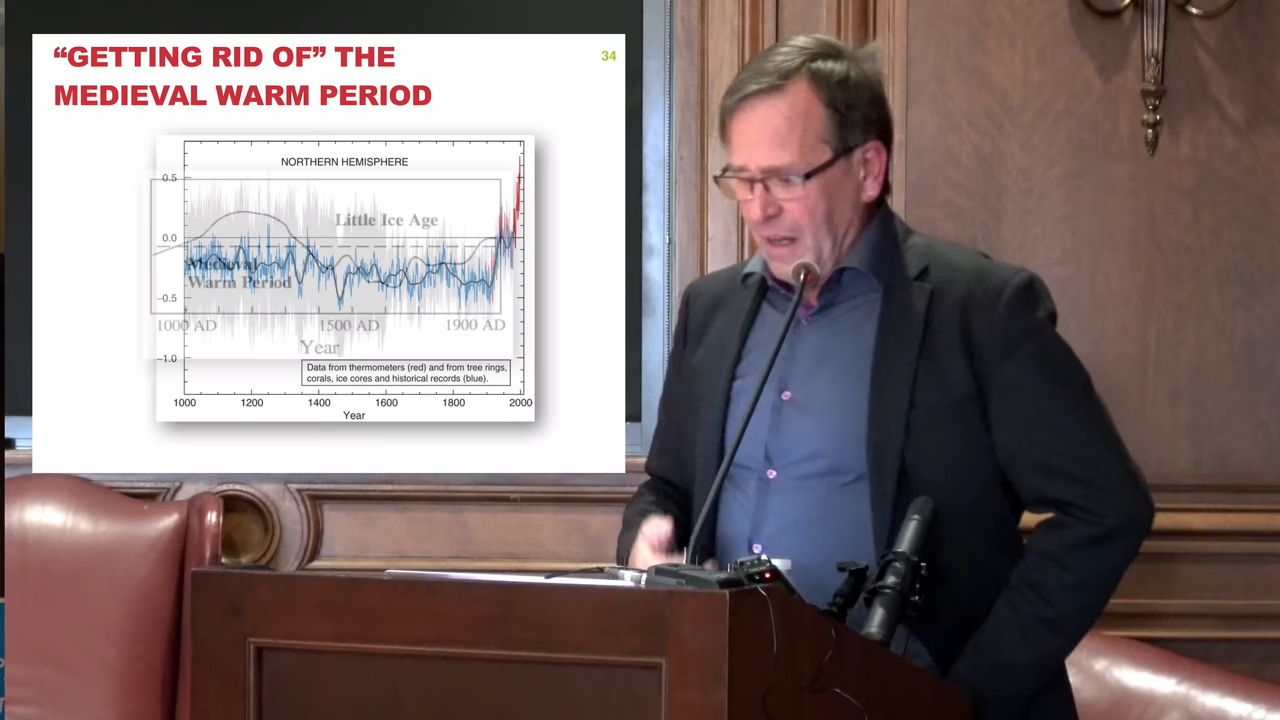 “GETTING RID OF” THE
34
MEDIEVAL WARM PERIOD
NORTHERN HEMISPHERE
0.5
Little Ice Age
0.0
Medieval
Warm Period
−0.5
1000 AD 1500 AD 1900 AD
Year
−1.0
Data from thermometers (red) and from tree rings,
corals, ice cores and historical records (blue).
1000 1200 1400 1600 1800 2000
Year